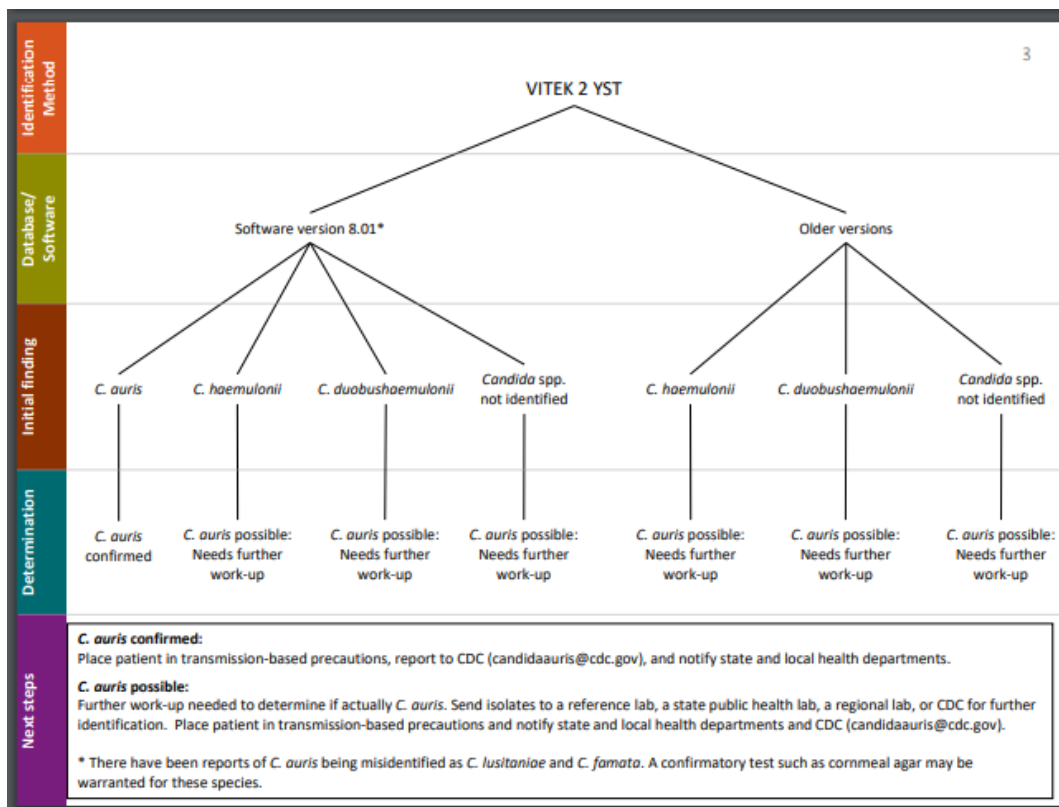 3
Identification
Method
VITEK 2 YST
Database/
Software
Software version 8.01*
Older versions
Initial finding
C. auris
C. haemulonii
C. duobushaemulonii
Candida spp.
not identified
C. haemulonii
C. duobushaemulonii
Candida spp.
not identified
Determination
C. auris
confirmed
C. auris possible:
Needs further
work-up
C. auris possible:
Needs further
work-up
C. auris possible:
Needs further
work-up
C. auris possible:
Needs further
work-up
C. auris possible:
Needs further
work-up
C. auris possible:
Needs further
work-up
Next steps
C. auris confirmed:
Place patient in transmission-based precautions, report to CDC (candidaauris@cdc.gov), and notify state and local health departments.
C. auris possible:
Further work-up needed to determine if actually C. auris. Send isolates to a reference lab, a state public health lab, a regional lab, or CDC for further
identification. Place patient in transmission-based precautions and notify state and local health departments and CDC (candidaauris@cdc.gov).
* There have been reports of C. auris being misidentified as C. lusitaniae and C. famata. A confirmatory test such as cornmeal agar may be
warranted for these species.